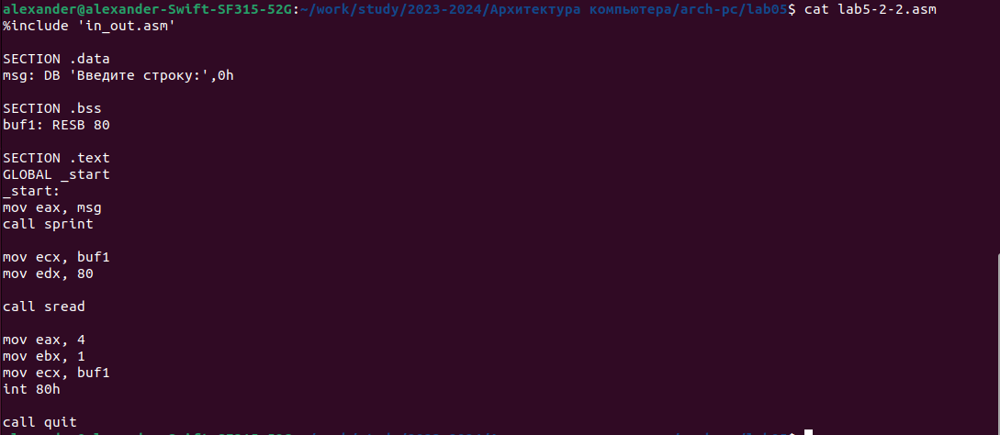 alexander@alexander-Swift-SF315-52G:~/work/study/2023-2024/Архитектура компьютера/arch-pc/lab05$ cat lab5-2-2.asm
%include 'in_out.asm'
SECTION .data
msg: DB 'Введите строку:',0h
SECTION .bss
buf1: RESB 80
SECTION .text
GLOBAL _start
_start:
mov eax, msg
call sprint
mov ecx, buf1
mov edx, 80
call sread
mov eax, 4
mov ebx, 1
mov ecx, buf1
int 80h
call quit